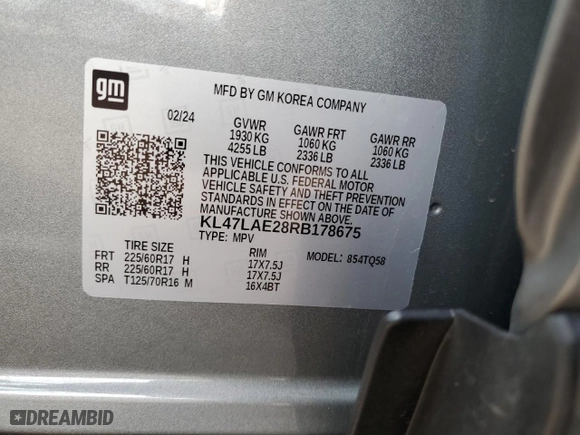 gm
MFD BY GM KOREA COMPANY
02/24 GVWR GAWR FRT GAWR RR
1930 KG 1060 KG 1060 KG
4255 LB 2336 LB 2336 LB
THIS VEHICLE CONFORMS TO ALL
APPLICABLE U.S. FEDERAL MOTOR
VEHICLE SAFETY AND THEFT PREVENTION
STANDARDS IN EFFECT ON THE DATE OF
MANUFACTURE SHOWN ABOVE.
KL47LAE28RB178675
TYPE: MPV MODEL: 854TQ58
TIRE SIZE RIM
FRT 225/60R17 H 17X7.5J
RR 225/60R17 H 17X7.5J
SPA T125/70R16 M 16X4BT
DREAMBID